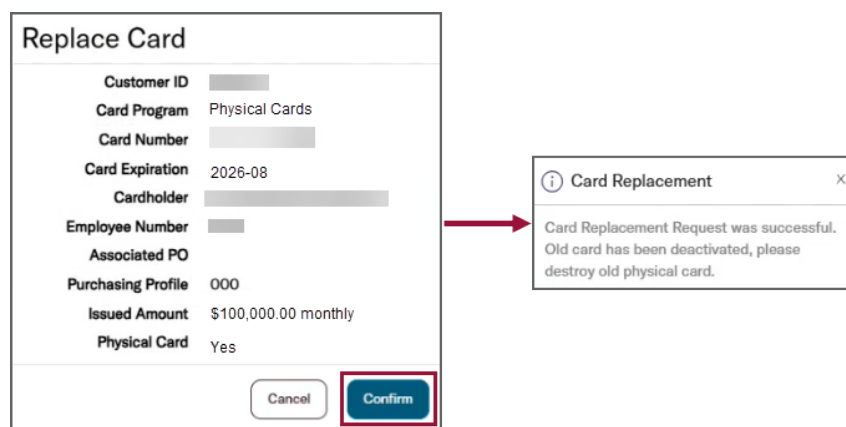 Replace Card
Customer ID
Card Program Physical Cards
Card Number
Card Expiration 2026-08
Cardholder
Employee Number
Associated PO
Purchasing Profile 000
Issued Amount $100,000.00 monthly
Physical Card Yes
Cancel Confirm
Card Replacement X
Card Replacement Request was successful.
Old card has been deactivated, please
destroy old physical card.